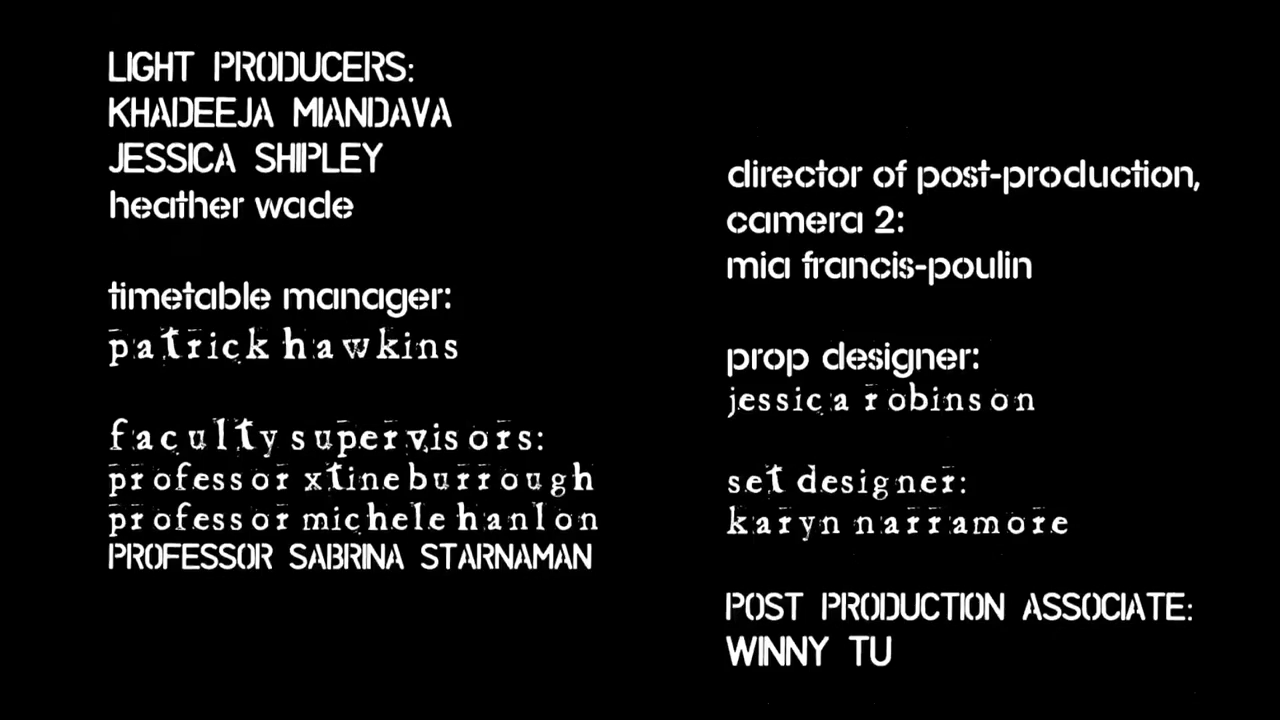 LIGHT PRODUCERS:
KHADEEJA MIANDAVA
JESSICA SHIPLEY
heather wade
timetable manager:
patrick hawkins
faculty supervisors:
professor xtine burrough
professor michele hanlon
PROFESSOR SABRINA STARNAMAN
director of post-production,
camera 2:
mia francis-poulin
prop designer:
jessica robinson
set designer:
karyn narramore
POST PRODUCTION ASSOCIATE:
WINNY TU